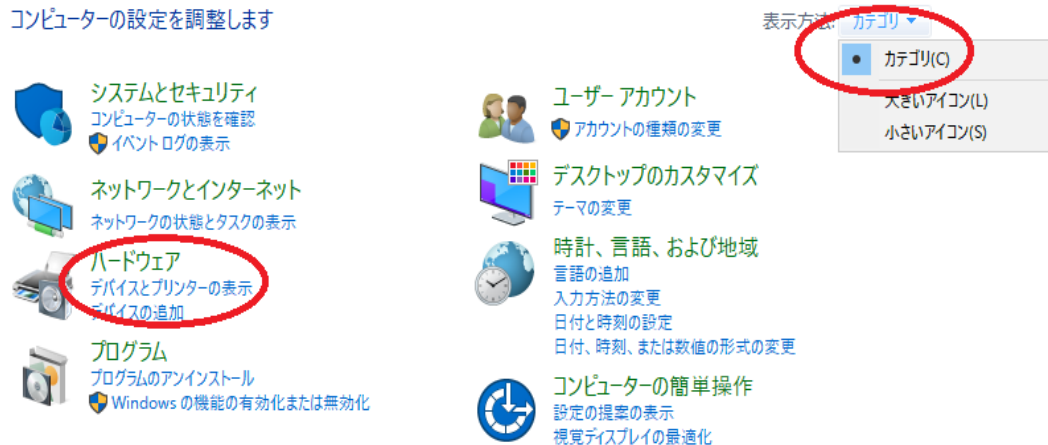 コンピューターの設定を調整します
表示方法: カテゴリ
カテゴリ(C)
大きいアイコン(L)
小さいアイコン(S)
システムとセキュリティ
コンピューターの状態を確認
イベント ログの表示
ネットワークとインターネット
ネットワークの状態とタスクの表示
ハードウェア
デバイスとプリンターの表示
デバイスの追加
プログラム
プログラムのアンインストール
Windows の機能の有効化または無効化
ユーザー アカウント
アカウントの種類の変更
デスクトップのカスタマイズ
テーマの変更
時計、言語、および地域
言語の追加
入力方法の変更
日付と時刻の設定
日付、時刻、または数値の形式の変更
コンピューターの簡単操作
設定の提案の表示
視覚ディスプレイの最適化